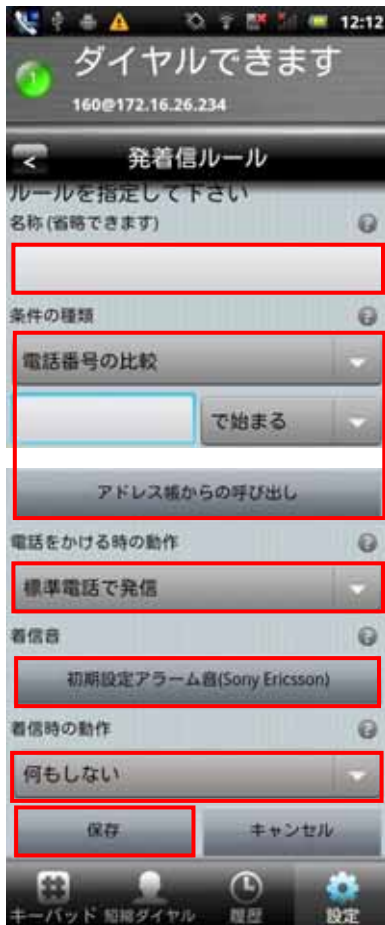 12:12
1
ダイヤルできます
160@172.16.26.234
<
発着信ルール
ルールを指定して下さい
名称 (省略できます)
?
条件の種類
?
電話番号の比較
で始まる
アドレス帳からの呼び出し
電話をかける時の動作
?
標準電話で発信
着信音
?
初期設定アラーム音(Sony Ericsson)
着信時の動作
?
何もしない
保存
キャンセル
キーパッド 短縮ダイヤル 履歴 設定